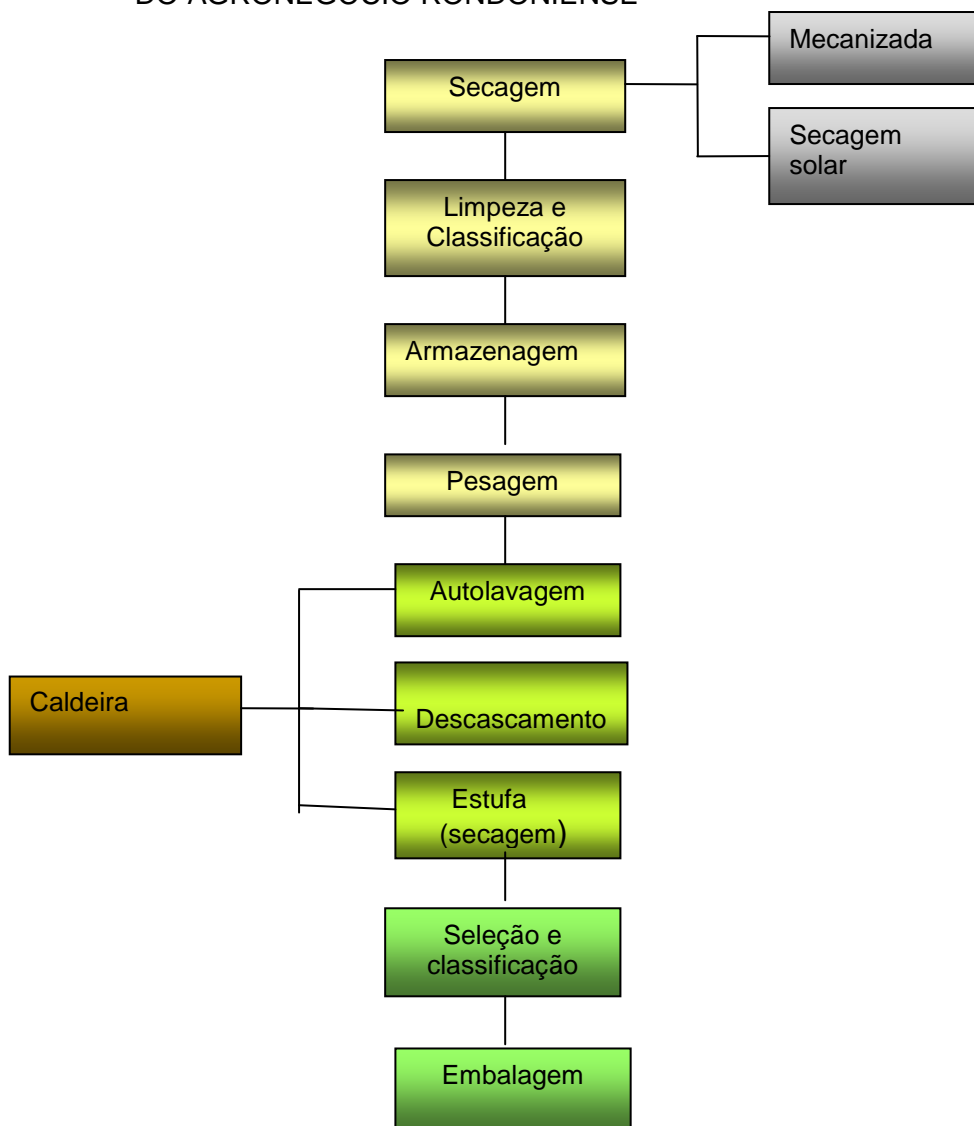 DO AGRONEGÓCIO RONDONIENSE
Mecanizada
Secagem
Secagem
solar
Limpeza e
Classificação
Armazenagem
Pesagem
Autolavagem
Caldeira
Descascamento
Estufa
(secagem)
Seleção e
classificação
Embalagem